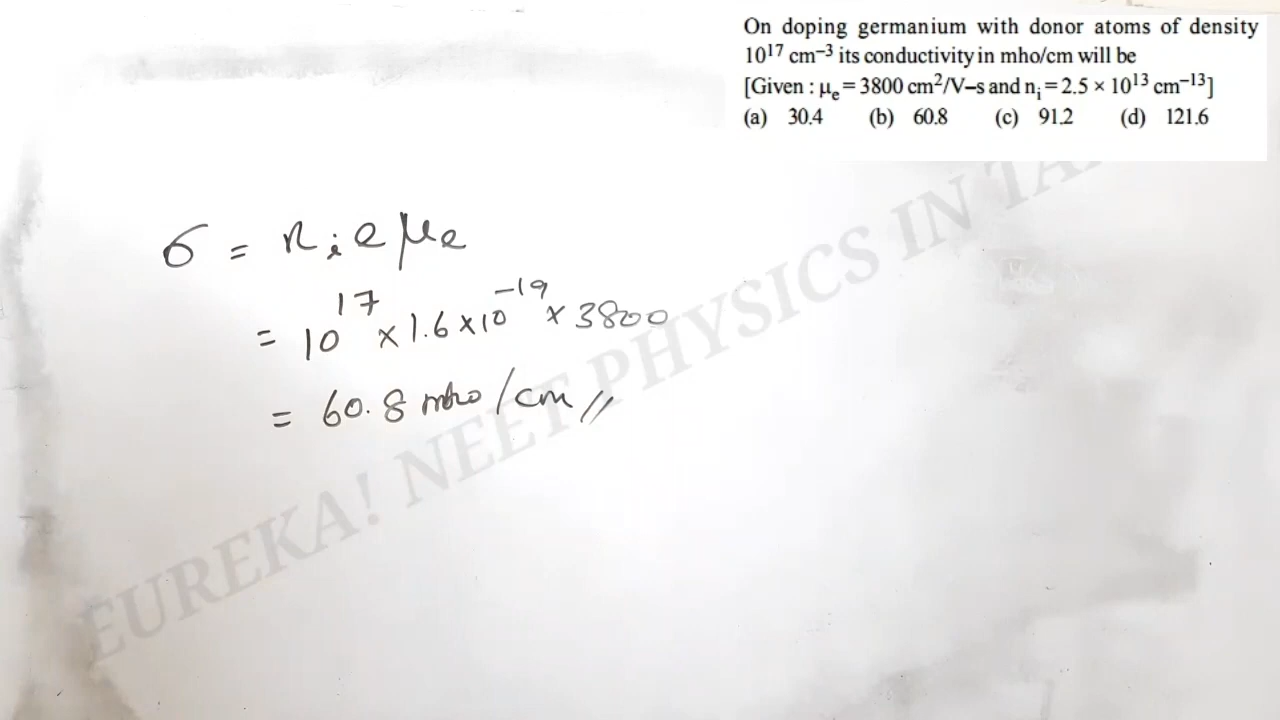 On doping germanium with donor atoms of density
10¹⁷ cm⁻³ its conductivity in mho/cm will be
[Given : μₑ = 3800 cm²/V–s and nᵢ = 2.5 × 10¹³ cm⁻¹³]
(a) 30.4 (b) 60.8 (c) 91.2 (d) 121.6
σ = nᵢ e μₑ
= 10¹⁷ × 1.6 × 10⁻¹⁹ × 3800
= 60.8 mho/cm //
EUREKA! NEET PHYSICS IN